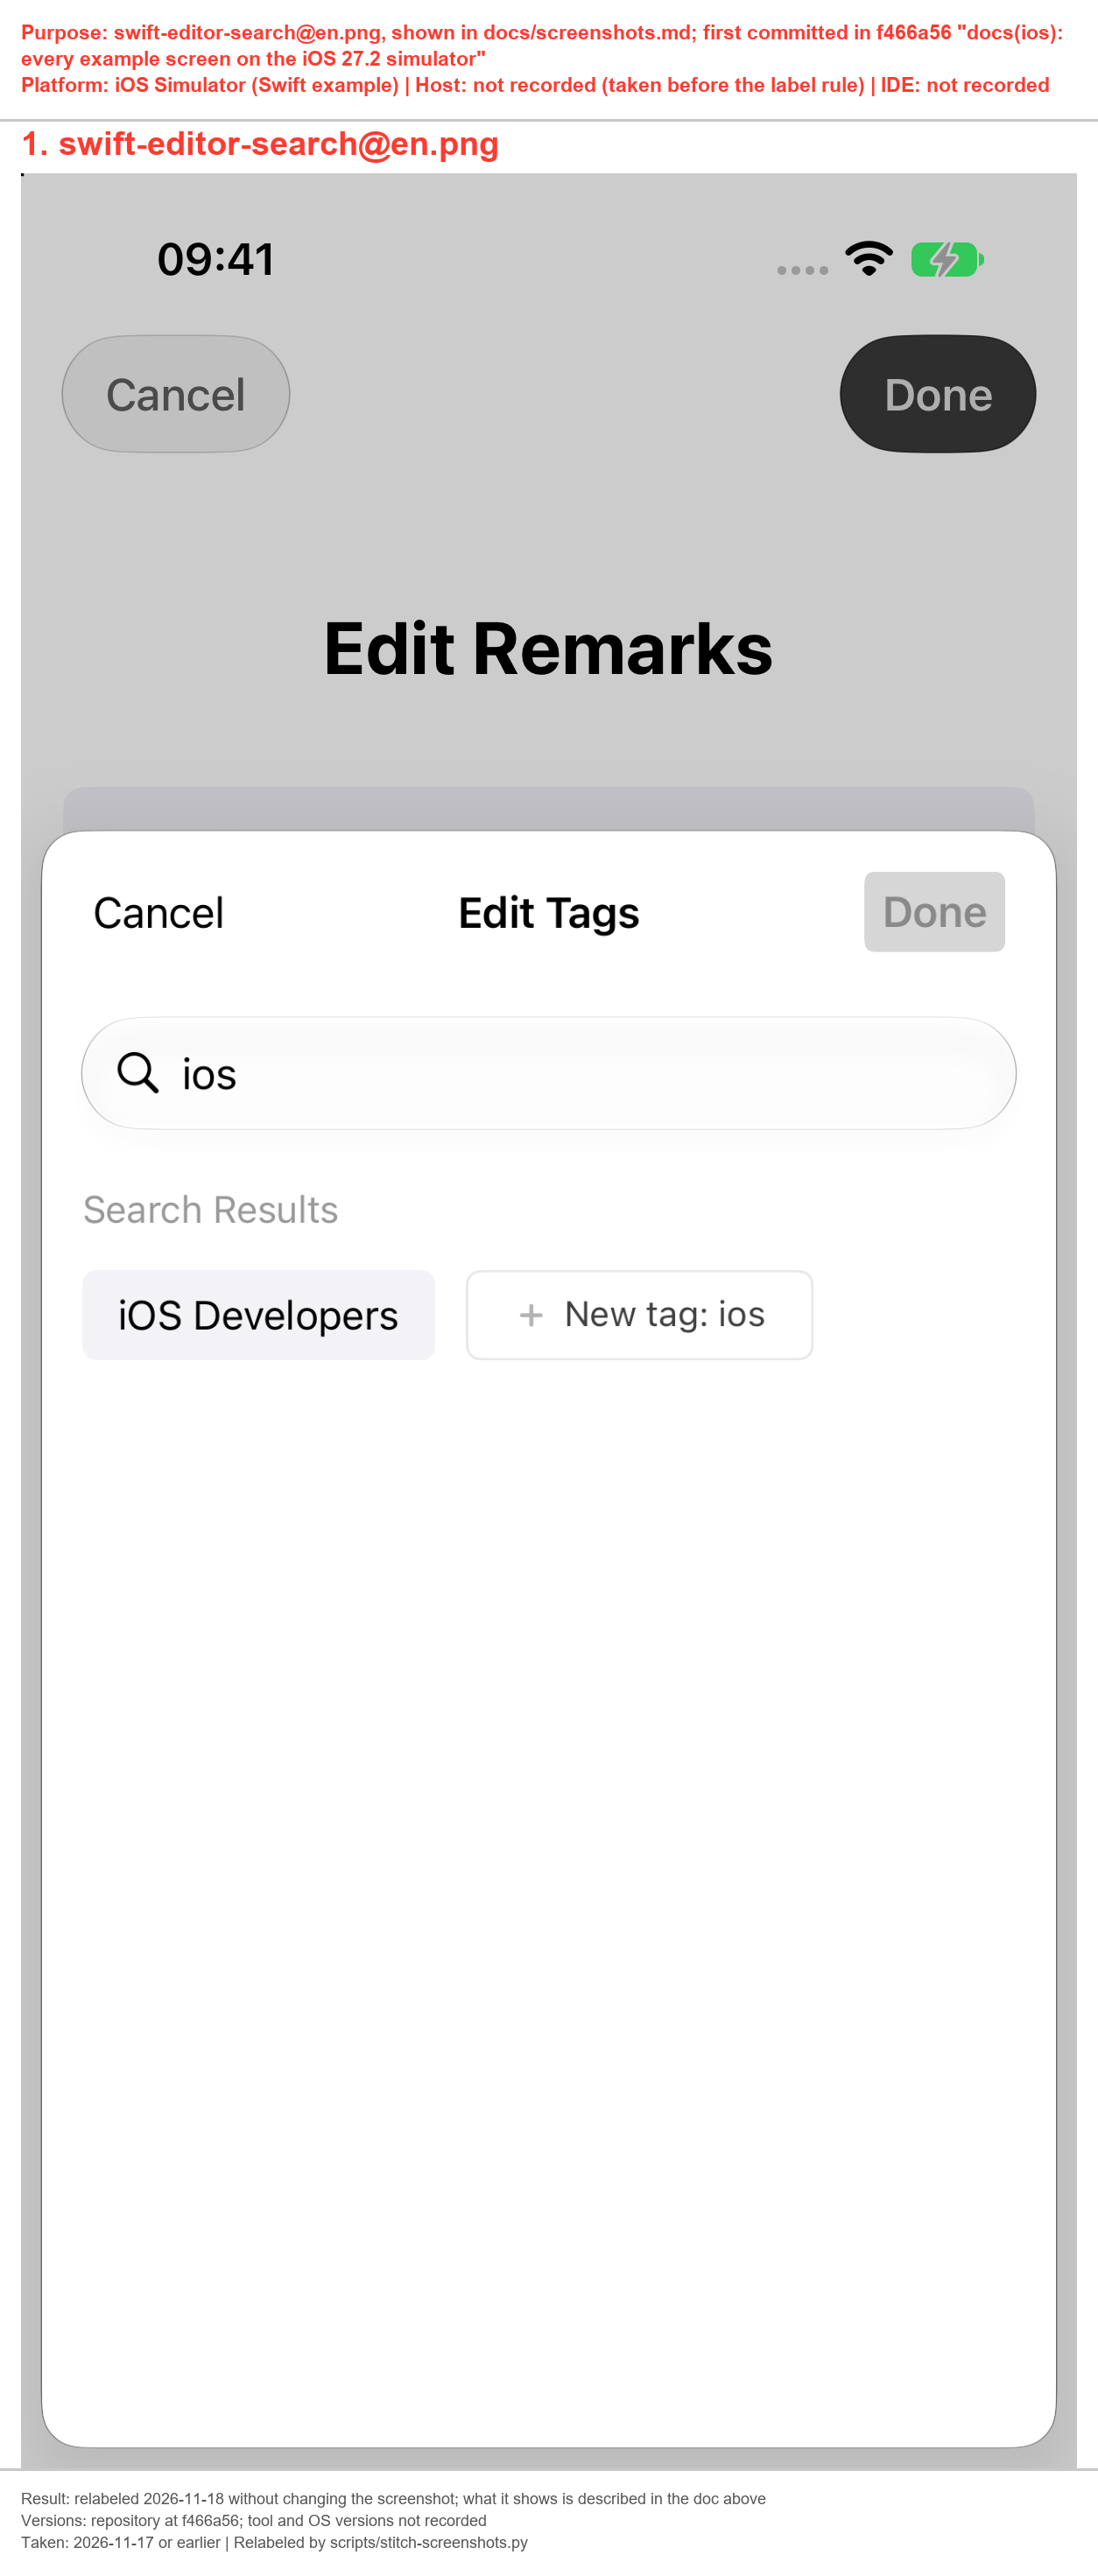 Purpose: swift-editor-search@en.png, shown in docs/screenshots.md; first committed in f466a56 "docs(ios):
every example screen on the iOS 27.2 simulator"
Platform: iOS Simulator (Swift example) | Host: not recorded (taken before the label rule) | IDE: not recorded
1. swift-editor-search@en.png
09:41
Cancel
Done
Edit Remarks
Cancel
Edit Tags
Done
ios
Search Results
iOS Developers
+ New tag: ios
Result: relabeled 2026-11-18 without changing the screenshot; what it shows is described in the doc above
Versions: repository at f466a56; tool and OS versions not recorded
Taken: 2026-11-17 or earlier | Relabeled by scripts/stitch-screenshots.py